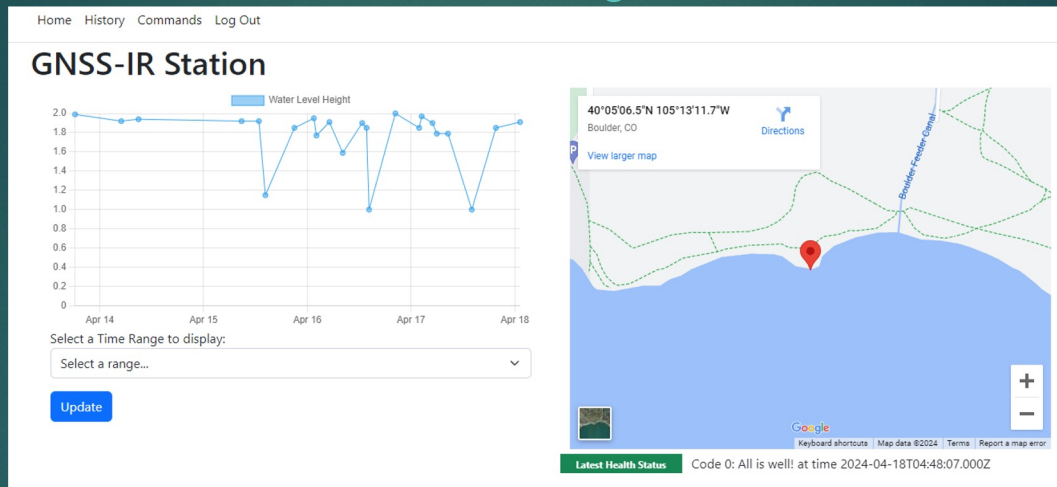 Home History Commands Log Out
GNSS-IR Station
Water Level Height
2.0
1.8
1.6
1.4
1.2
1.0
0.8
0.6
0.4
0.2
0
Apr 14 Apr 15 Apr 16 Apr 17 Apr 18
Select a Time Range to display:
Select a range...
Update
40°05'06.5"N 105°13'11.7"W
Boulder, CO
Directions
View larger map
P
Boulder Feeder Canal
Google
Keyboard shortcuts Map data ©2024 Terms Report a map error
Latest Health Status Code 0: All is well! at time 2024-04-18T04:48:07.000Z